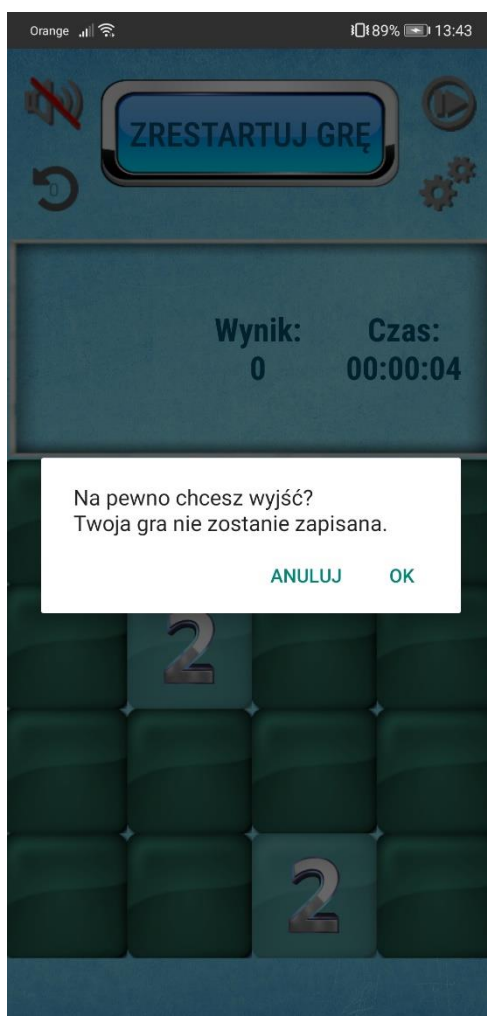 Orange 89% 13:43
ZRESTARTUJ GRĘ
0
Wynik: Czas:
0 00:00:04
Na pewno chcesz wyjść?
Twoja gra nie zostanie zapisana.
ANULUJ OK
2
2